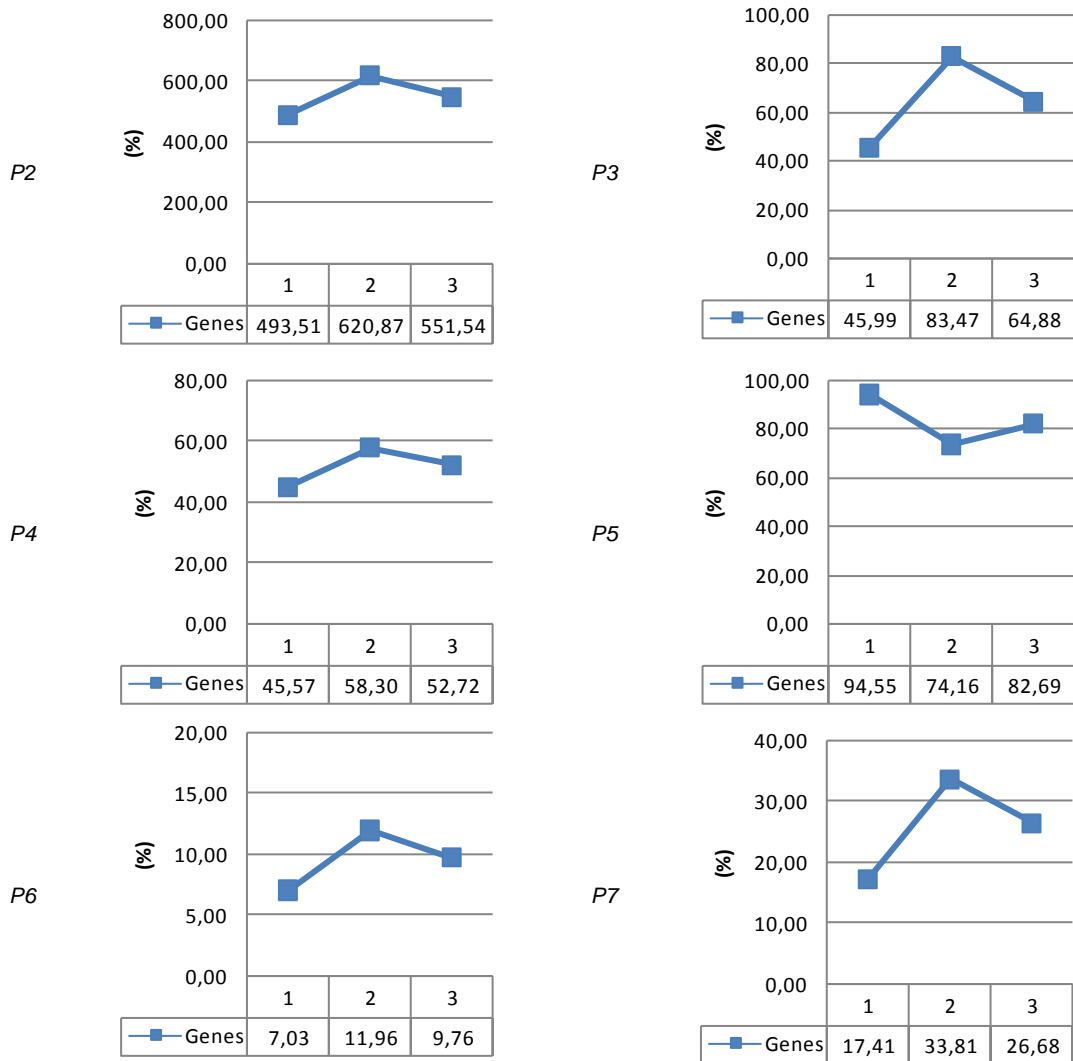 P2
800,00
600,00
400,00
200,00
0,00
(%)
1 2 3
Genes 493,51 620,87 551,54
P3
100,00
80,00
60,00
40,00
20,00
0,00
(%)
1 2 3
Genes 45,99 83,47 64,88
P4
80,00
60,00
40,00
20,00
0,00
(%)
1 2 3
Genes 45,57 58,30 52,72
P5
100,00
80,00
60,00
40,00
20,00
0,00
(%)
1 2 3
Genes 94,55 74,16 82,69
P6
20,00
15,00
10,00
5,00
0,00
(%)
1 2 3
Genes 7,03 11,96 9,76
P7
40,00
30,00
20,00
10,00
0,00
(%)
1 2 3
Genes 17,41 33,81 26,68